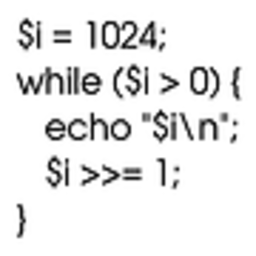 $i = 1024;
while ($i > 0) {
echo "$i\n";
$i >>= 1;
}